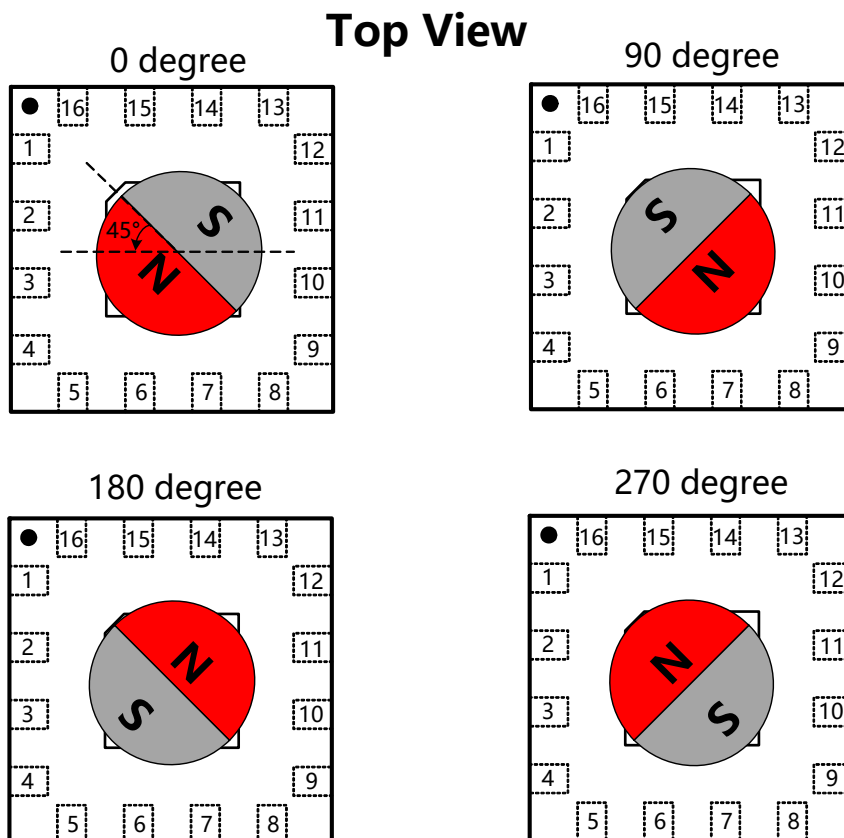 Top View
0 degree
90 degree
16 15 14 13
16 15 14 13
1 12
1 12
2 S 11
2 S 11
45°
3 N 10
3 N 10
4 9
4 9
5 6 7 8
5 6 7 8
180 degree
270 degree
16 15 14 13
16 15 14 13
1 12
1 12
2 N 11
2 N 11
3 S 10
3 S 10
4 9
4 9
5 6 7 8
5 6 7 8